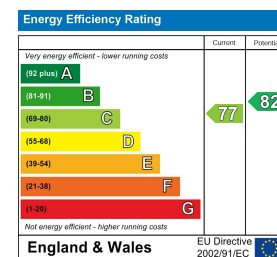 Energy Efficiency Rating
Current Potentia
Very energy efficient - lower running costs
(92 plus) A
(81-91) B
(69-80) C
(55-68) D
(39-54) E
(21-38) F
(1-20) G
77
82
Not energy efficient - higher running costs
England & Wales
EU Directive
2002/91/EC